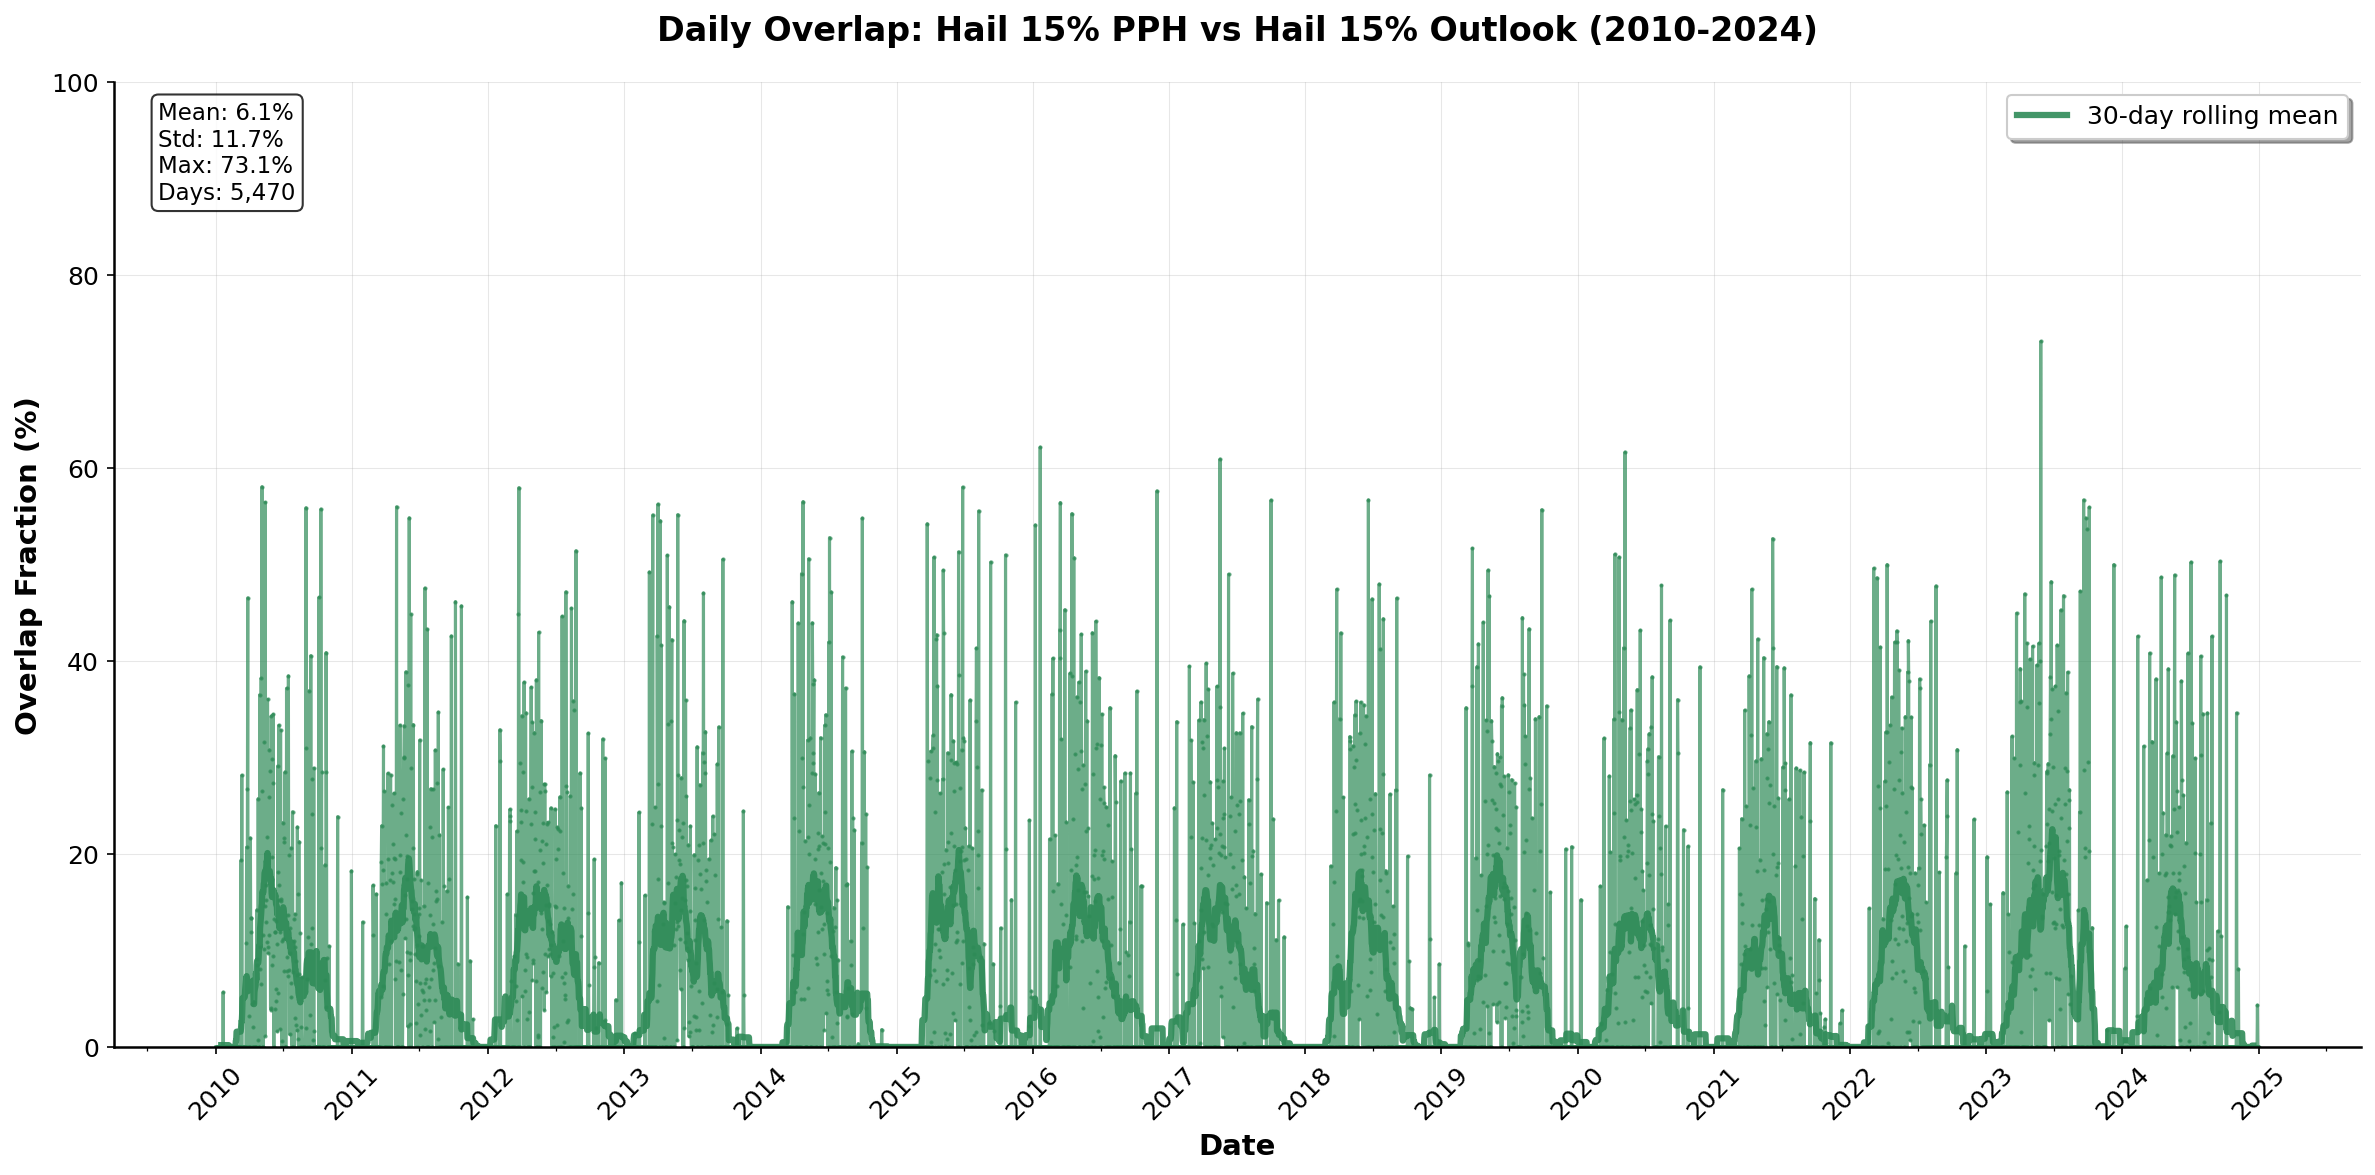 Daily Overlap: Hail 15% PPH vs Hail 15% Outlook (2010-2024)
100
80
60
40
20
0
Overlap Fraction (%)
Mean: 6.1%
Std: 11.7%
Max: 73.1%
Days: 5,470
30-day rolling mean
2010
2011
2012
2013
2014
2015
2016
2017
2018
2019
2020
2021
2022
2023
2024
2025
Date